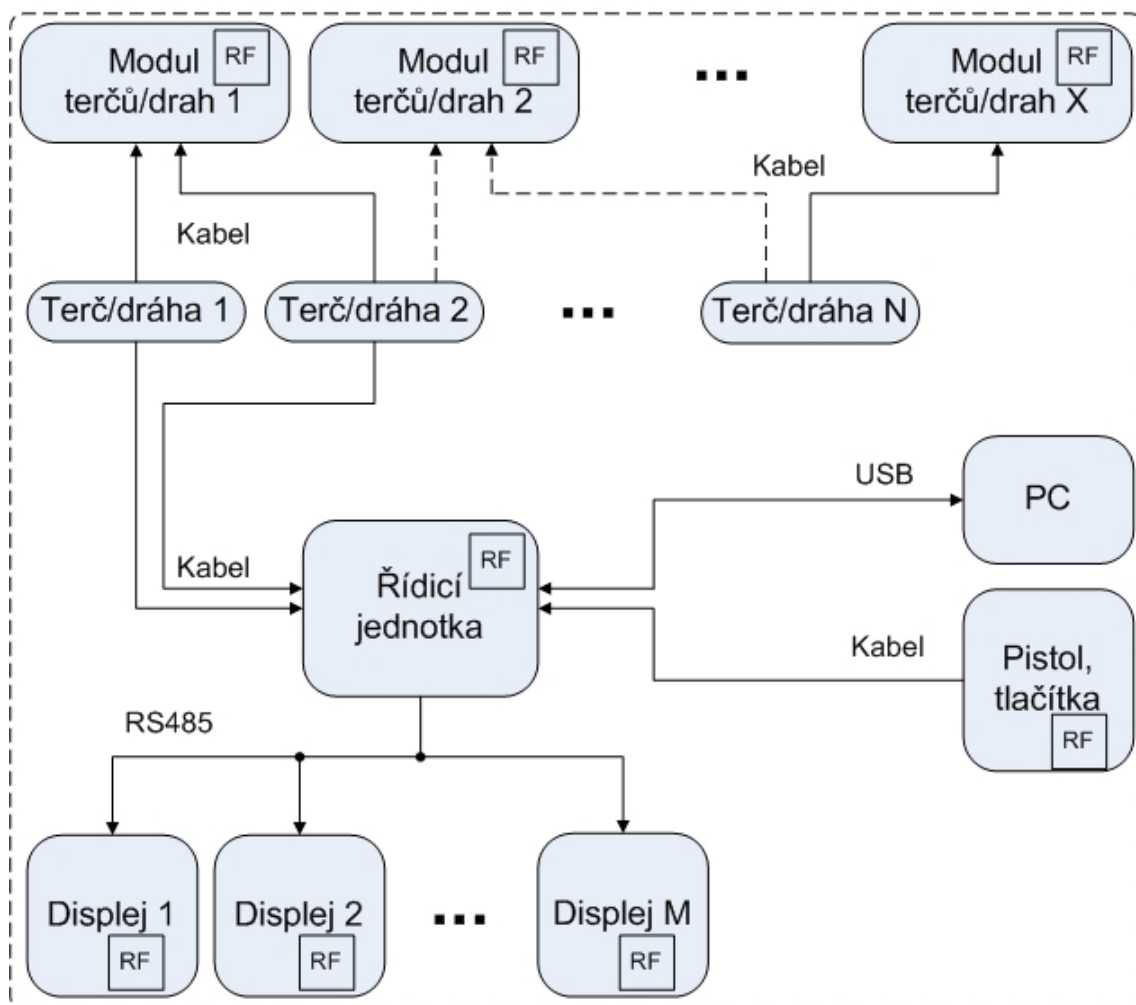 Modul RF
terčů/drah 1
Modul RF
terčů/drah 2
...
Modul RF
terčů/drah X
Kabel
Kabel
Terč/dráha 1
Terč/dráha 2
...
Terč/dráha N
USB
PC
Kabel
RF
Řídicí
jednotka
Kabel
Pistol,
tlačítka
RF
RS485
Displej 1
RF
Displej 2
RF
...
Displej M
RF